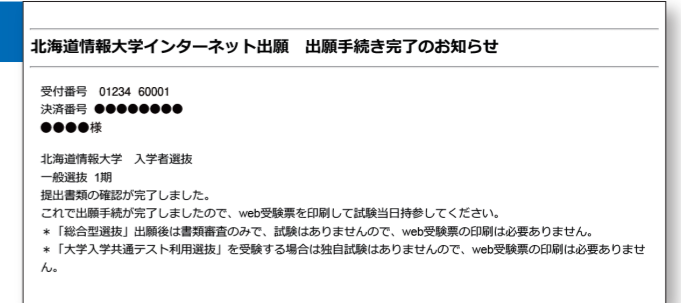 北海道情報大学インターネット出願　出願手続き完了のお知らせ
受付番号　01234 60001
決済番号 ●●●●●●●●
●●●●様
北海道情報大学　入学者選抜
一般選抜 1期
提出書類の確認が完了しました。
これで出願手続が完了しましたので、web受験票を印刷して試験当日持参してください。
＊「総合型選抜」出願後は書類審査のみで、試験はありませんので、web受験票の印刷は必要ありません。
＊「大学入学共通テスト利用選抜」を受験する場合は独自試験はありませんので、web受験票の印刷は必要ありませ
ん。